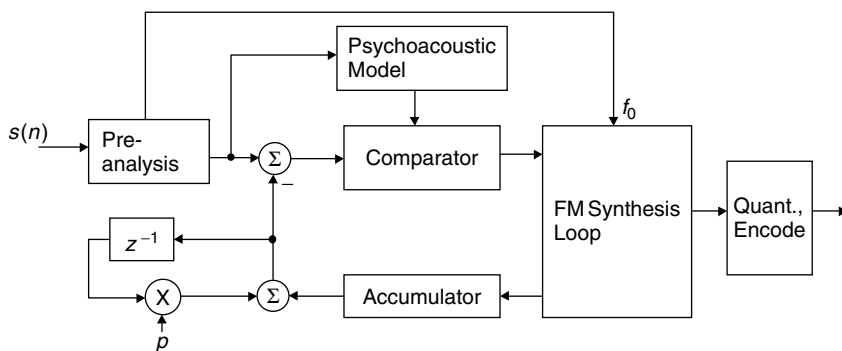 Psychoacoustic
Model
f₀
s(n)
Pre-
analysis
Σ
Comparator
–
FM Synthesis
Loop
Quant.,
Encode
z⁻¹
X
Σ
Accumulator
p